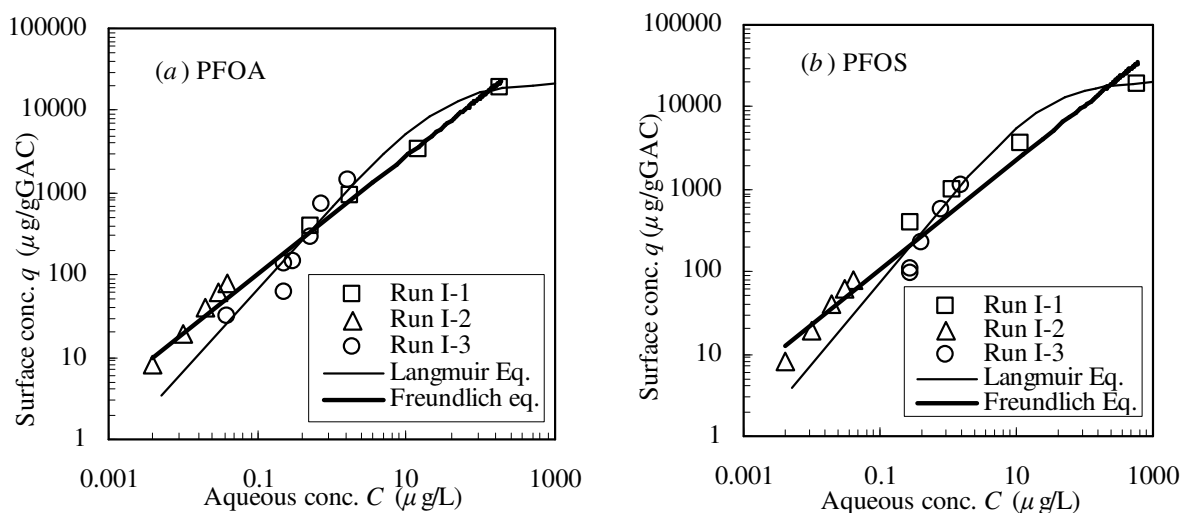 100000
10000
1000
100
10
1
Surface conc. q (μg/gGAC)
(a) PFOA
Run I-1
Run I-2
Run I-3
Langmuir Eq.
Freundlich eq.
0.001 0.1 10 1000
Aqueous conc. C (μg/L)
100000
10000
1000
100
10
1
Surface conc. q (μg/gGAC)
(b) PFOS
Run I-1
Run I-2
Run I-3
Langmuir Eq.
Freundlich Eq.
0.001 0.1 10 1000
Aqueous conc. C (μg/L)